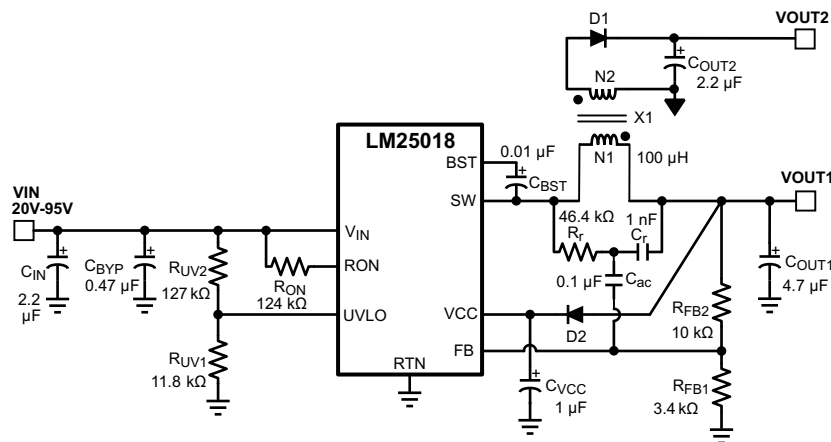 VOUT2
D1
+
COUT2
2.2 µF
N2
X1
LM25018
0.01 µF
N1
100 µH
BST
+
CBST
VOUT1
VIN
20V-95V
SW
46.4 kΩ
1 nF
Rr
Cr
VIN
+
CIN
2.2
µF
+
CBYP
0.47 µF
RUV2
127 kΩ
RON
124 kΩ
RON
0.1 µF
Cac
+
COUT1
4.7 µF
UVLO
VCC
D2
RFB2
10 kΩ
FB
RUV1
11.8 kΩ
RTN
+
CVCC
1 µF
RFB1
3.4 kΩ